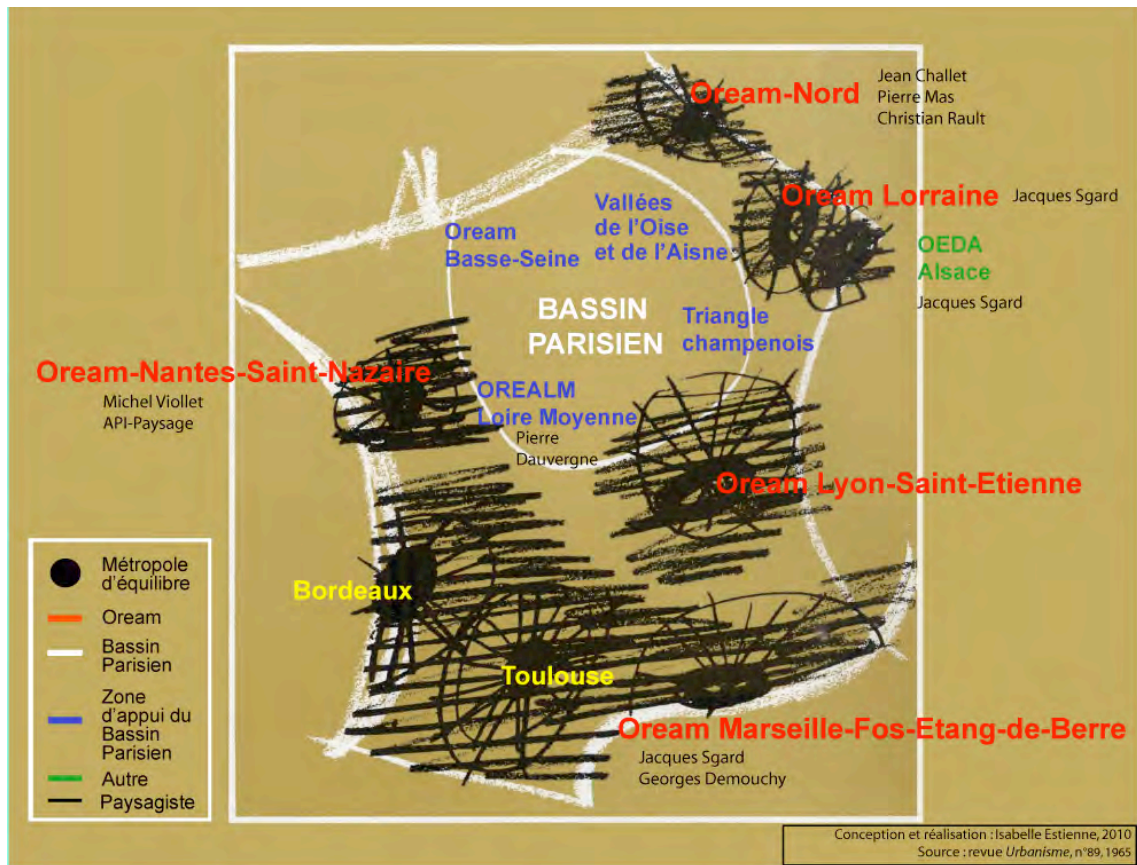 Oream-Nord
Jean Challet
Pierre Mas
Christian Rault
Oream Lorraine
Jacques Sgard
OEDA
Alsace
Jacques Sgard
Vallées
de l'Oise
et de l'Aisne
Oream
Basse-Seine
BASSIN
PARISIEN
Triangle
champenois
Oream-Nantes-Saint-Nazaire
Michel Viollet
API-Paysage
OREALM
Loire Moyenne
Pierre
Dauvergne
Oream Lyon-Saint-Etienne
Bordeaux
Toulouse
Oream Marseille-Fos-Etang-de-Berre
Jacques Sgard
Georges Demouchy
Métropole
d'équilibre
Oream
Bassin
Parisien
Zone
d'appui du
Bassin
Parisien
Autre
Paysagiste
Conception et réalisation : Isabelle Estienne, 2010
Source : revue Urbanisme, n°89, 1965